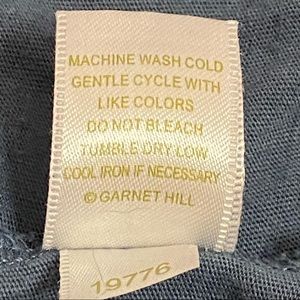 MACHINE WASH COLD
GENTLE CYCLE WITH
LIKE COLORS
DO NOT BLEACH
TUMBLE DRY LOW
COOL IRON IF NECESSARY
© GARNET HILL
19776